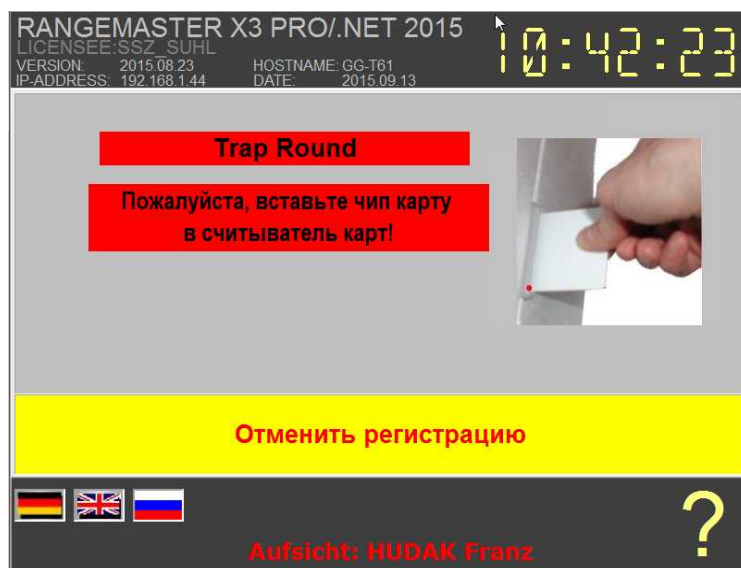 RANGEMASTER X3 PRO/.NET 2015
LICENSEE:SSZ_SUHL
VERSION: 2015.08.23 HOSTNAME: GG-T61
IP-ADDRESS: 192.168.1.44 DATE: 2015.09.13
10:42:23
Trap Round
Пожалуйста, вставьте чип карту
в считыватель карт!
Отменить регистрацию
?
Aufsicht: HUDAK Franz